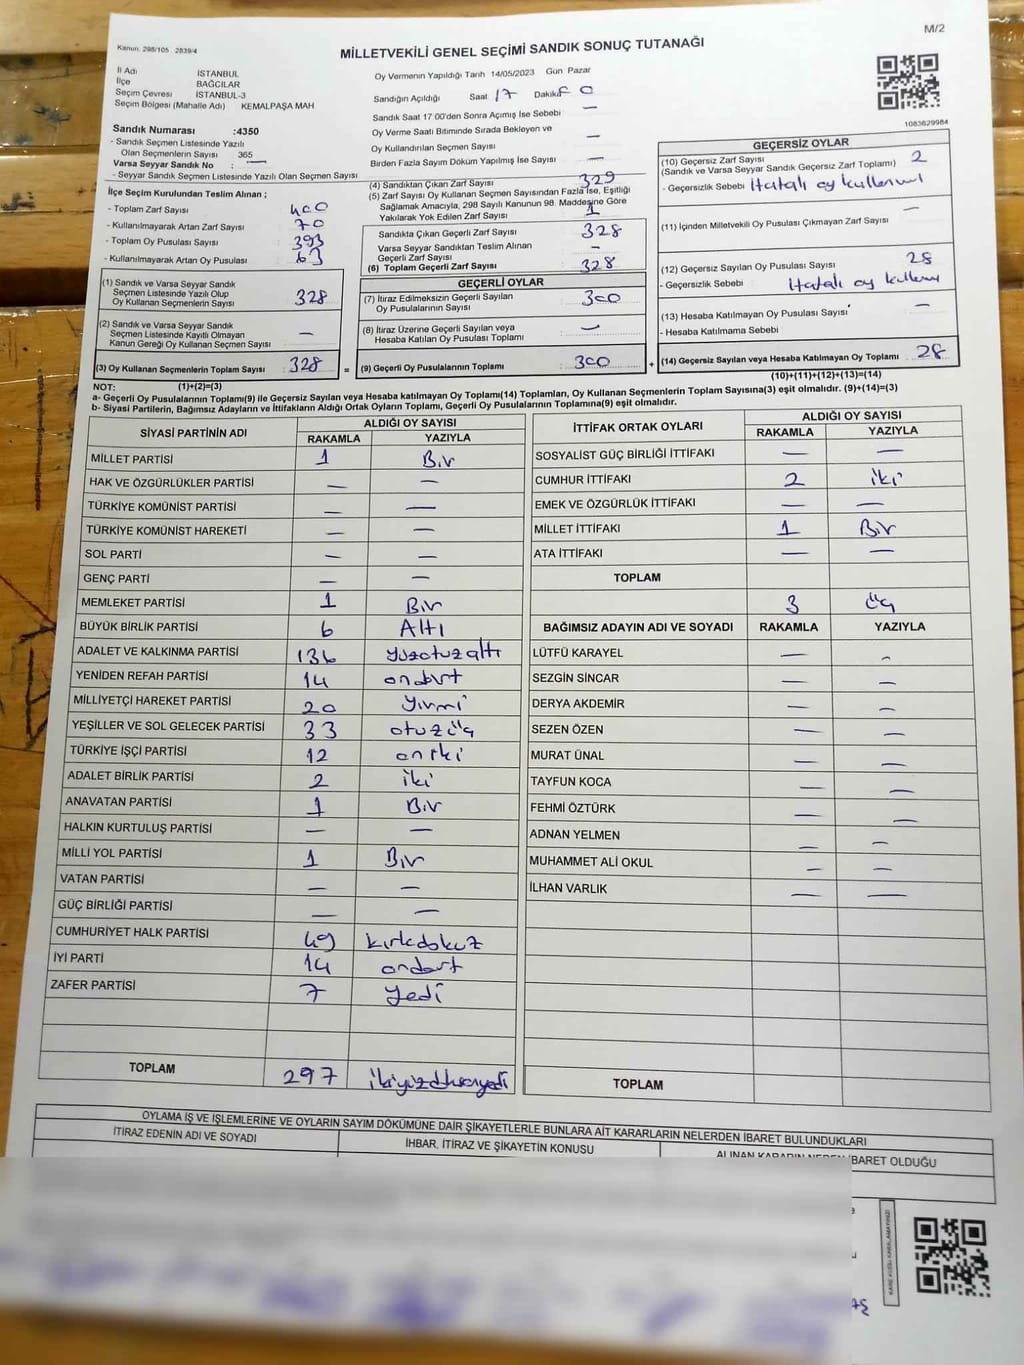 M/2
Kanun. 298/105 2839/4
MİLLETVEKİLİ GENEL SEÇİMİ SANDIK SONUÇ TUTANAĞI
İl Adı İSTANBUL
İlçe BAĞCILAR
Seçim Çevresi İSTANBUL-3
Seçim Bölgesi (Mahalle Adı) KEMALPAŞA MAH
Sandık Numarası :4350
- Sandık Seçmen Listesinde Yazılı
Olan Seçmenlerin Sayısı 365
Varsa Seyyar Sandık No : —
- Seyyar Sandık Seçmen Listesinde Yazılı Olan Seçmen Sayısı
Oy Vermenin Yapıldığı Tarih 14/05/2023 Gün Pazar
Sandığın Açıldığı Saat 17 Dakika
Sandık Saat 17 00'den Sonra Açımış İse Sebebi —
Oy Verme Saati Bitiminde Sırada Bekleyen ve
Oy Kullandırılan Seçmen Sayısı —
Birden Fazla Sayım Döküm Yapılmış İse Sayısı —
1083629984
İlçe Seçim Kurulundan Teslim Alınan ;
- Toplam Zarf Sayısı 400
- Kullanılmayarak Artan Zarf Sayısı 70
- Toplam Oy Pusulası Sayısı 393
- Kullanılmayarak Artan Oy Pusulası 63
(1) Sandık ve Varsa Seyyar Sandık
Seçmen Listesinde Yazılı Olup
Oy Kullanan Seçmenlerin Sayısı 328
(2) Sandık ve Varsa Seyyar Sandık
Seçmen Listesinde Kayıtlı Olmayan
Kanun Gereği Oy Kullanan Seçmen Sayısı —
(3) Oy Kullanan Seçmenlerin Toplam Sayısı 328 =
(4) Sandıktan Çıkan Zarf Sayısı 329
(5) Zarf Sayısı Oy Kullanan Seçmen Sayısından Fazla İse, Eşitliği
Sağlamak Amacıyla, 298 Sayılı Kanunun 98. Maddesine Göre
Yakılarak Yok Edilen Zarf Sayısı 1
Sandıkta Çıkan Geçerli Zarf Sayısı 328
Varsa Seyyar Sandıktan Teslim Alınan
Geçerli Zarf Sayısı —
(6) Toplam Geçerli Zarf Sayısı 328
GEÇERLİ OYLAR
(7) İtiraz Edilmeksizin Geçerli Sayılan
Oy Pusulalarının Sayısı 300
(8) İtiraz Üzerine Geçerli Sayılan veya
Hesaba Katılan Oy Pusulası Toplamı —
(9) Geçerli Oy Pusulalarının Toplamı 300 +
GEÇERSİZ OYLAR
(10) Geçersiz Zarf Sayısı 2
(Sandık ve Varsa Seyyar Sandık Geçersiz Zarf Toplamı)
- Geçersizlik Sebebi Hatalı oy kullanımı
(11) İçinden Milletvekili Oy Pusulası Çıkmayan Zarf Sayısı —
(12) Geçersiz Sayılan Oy Pusulası Sayısı 28
- Geçersizlik Sebebi Hatalı oy
(13) Hesaba Katılmayan Oy Pusulası Sayısı —
- Hesaba Katılmama Sebebi
(14) Geçersiz Sayılan veya Hesaba Katılmayan Oy Toplamı 28
NOT: (1)+(2)=(3)
(10)+(11)+(12)+(13)=(14)
a- Geçerli Oy Pusulalarının Toplamı(9) ile Geçersiz Sayılan veya Hesaba katılmayan Oy Toplamı(14) Toplamları, Oy Kullanan Seçmenlerin Toplam Sayısına(3) eşit olmalıdır. (9)+(14)=(3)
b- Siyasi Partilerin, Bağımsız Adayların ve İttifakların Aldığı Ortak Oyların Toplamı, Geçerli Oy Pusulalarının Toplamına(9) eşit olmalıdır.
SİYASİ PARTİNİN ADI ALDIĞI OY SAYISI
RAKAMLA YAZIYLA
MİLLET PARTİSİ 1 Bir
HAK VE ÖZGÜRLÜKLER PARTİSİ — —
TÜRKİYE KOMÜNİST PARTİSİ — —
TÜRKİYE KOMÜNİST HAREKETİ — —
SOL PARTİ — —
GENÇ PARTİ — —
MEMLEKET PARTİSİ 1 Bir
BÜYÜK BİRLİK PARTİSİ 6 Altı
ADALET VE KALKINMA PARTİSİ 136 yüzotuzaltı
YENİDEN REFAH PARTİSİ 14 ondört
MİLLİYETÇİ HAREKET PARTİSİ 20 yirmi
YEŞİLLER VE SOL GELECEK PARTİSİ 33 otuzüç
TÜRKİYE İŞÇİ PARTİSİ 12 oniki
ADALET BİRLİK PARTİSİ 2 iki
ANAVATAN PARTİSİ 1 Bir
HALKIN KURTULUŞ PARTİSİ — —
MİLLİ YOL PARTİSİ 1 Bir
VATAN PARTİSİ — —
GÜÇ BİRLİĞİ PARTİSİ — —
CUMHURİYET HALK PARTİSİ 49 kırkdokuz
İYİ PARTİ 14 ondört
ZAFER PARTİSİ 7 yedi
TOPLAM 297 ikiyüzdoksanyedi
İTTİFAK ORTAK OYLARI ALDIĞI OY SAYISI
RAKAMLA YAZIYLA
SOSYALİST GÜÇ BİRLİĞİ İTTİFAKI — —
CUMHUR İTTİFAKI 2 iki
EMEK VE ÖZGÜRLÜK İTTİFAKI — —
MİLLET İTTİFAKI 1 Bir
ATA İTTİFAKI — —
TOPLAM
3 üç
BAĞIMSIZ ADAYIN ADI VE SOYADI RAKAMLA YAZIYLA
LÜTFÜ KARAYEL — —
SEZGİN SİNCAR — —
DERYA AKDEMİR — —
SEZEN ÖZEN — —
MURAT ÜNAL — —
TAYFUN KOCA — —
FEHMİ ÖZTÜRK — —
ADNAN YELMEN — —
MUHAMMET ALİ OKUL — —
İLHAN VARLIK — —
TOPLAM
OYLAMA İŞ VE İŞLEMLERİNE VE OYLARIN SAYIM DÖKÜMÜNE DAİR ŞİKAYETLERLE BUNLARA AİT KARARLARIN NELERDEN İBARET BULUNDUKLARI
İTİRAZ EDENİN ADI VE SOYADI İHBAR, İTİRAZ VE ŞİKAYETİN KONUSU ALINAN İBARET OLDUĞU